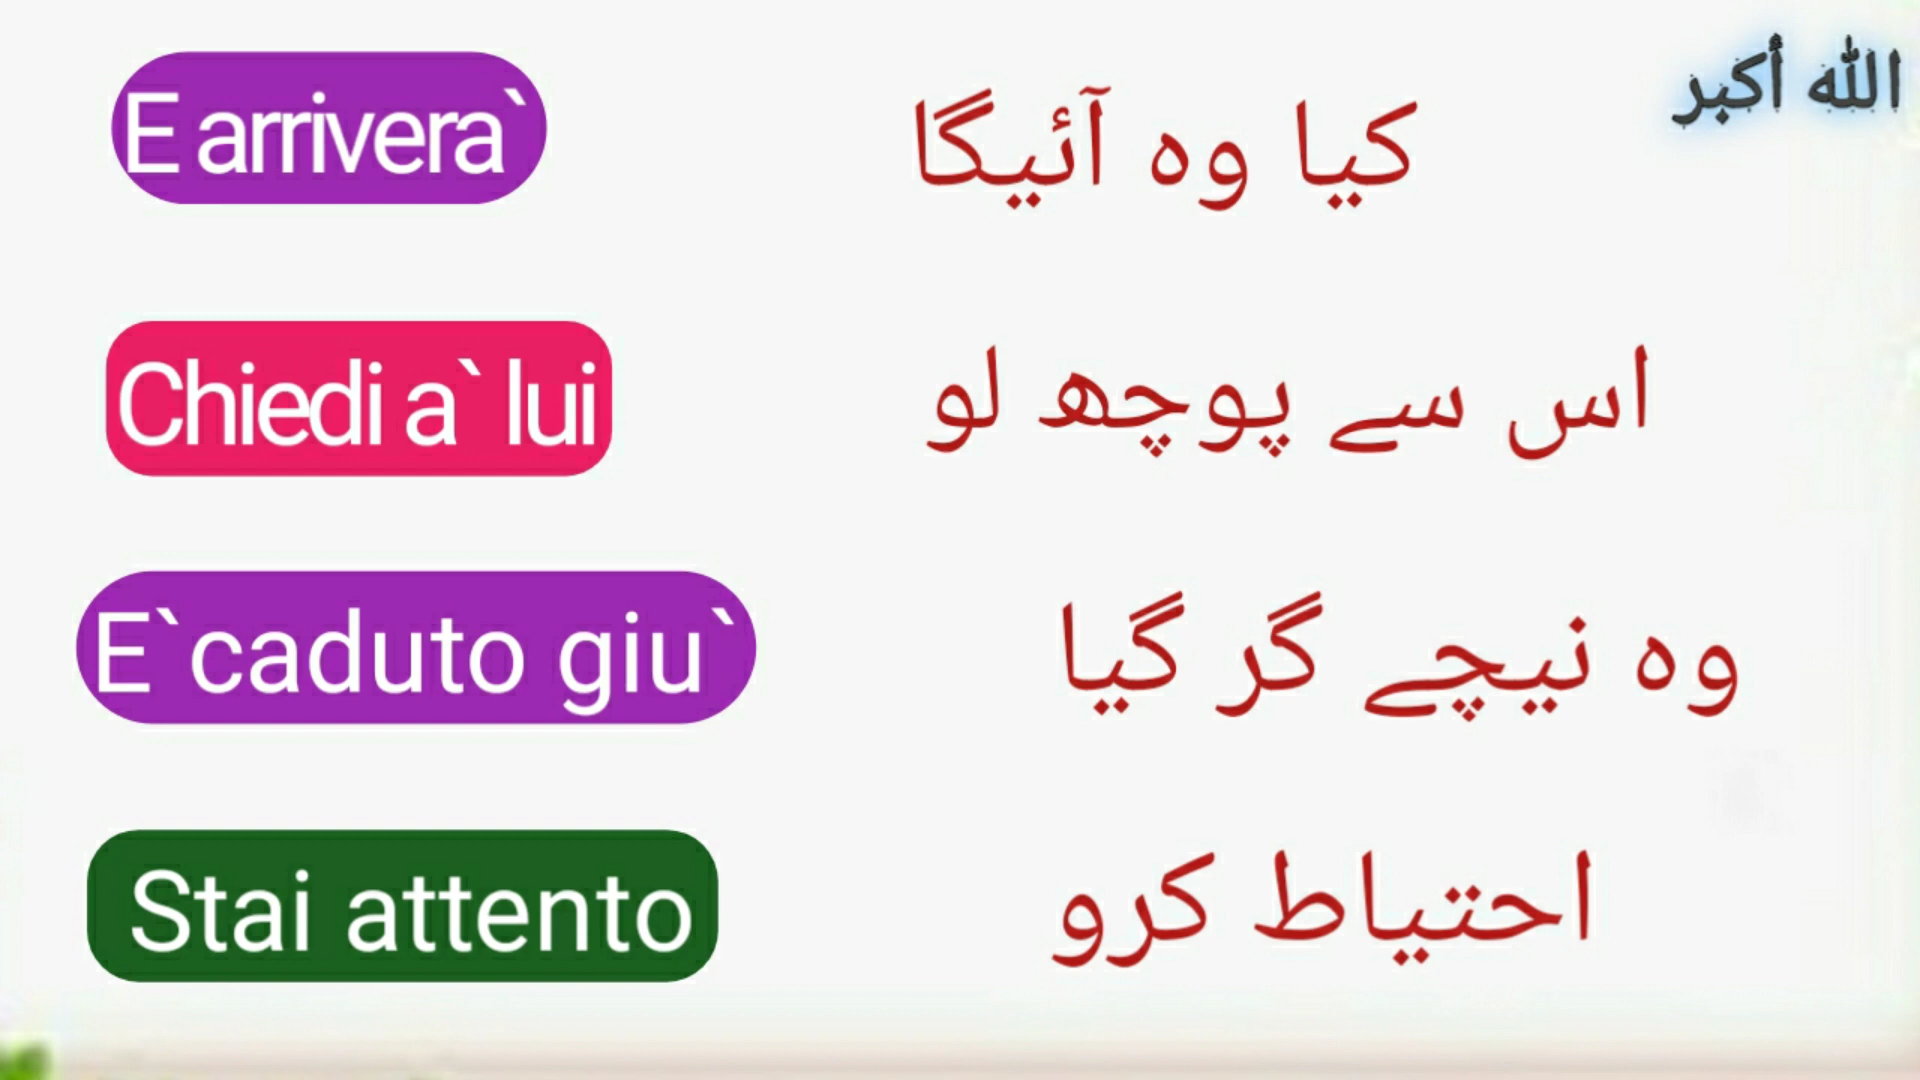 الله أكبر
E arrivera` کیا وہ آئیگا
Chiedi a` lui اس سے پوچھ لو
E`caduto giu` وہ نیچے گر گیا
Stai attento احتیاط کرو